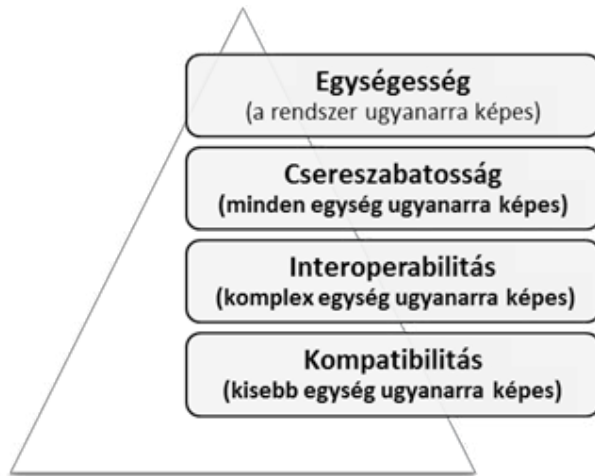 Egységesség
(a rendszer ugyanarra képes)
Csereszabatosság
(minden egység ugyanarra képes)
Interoperabilitás
(komplex egység ugyanarra képes)
Kompatibilitás
(kisebb egység ugyanarra képes)